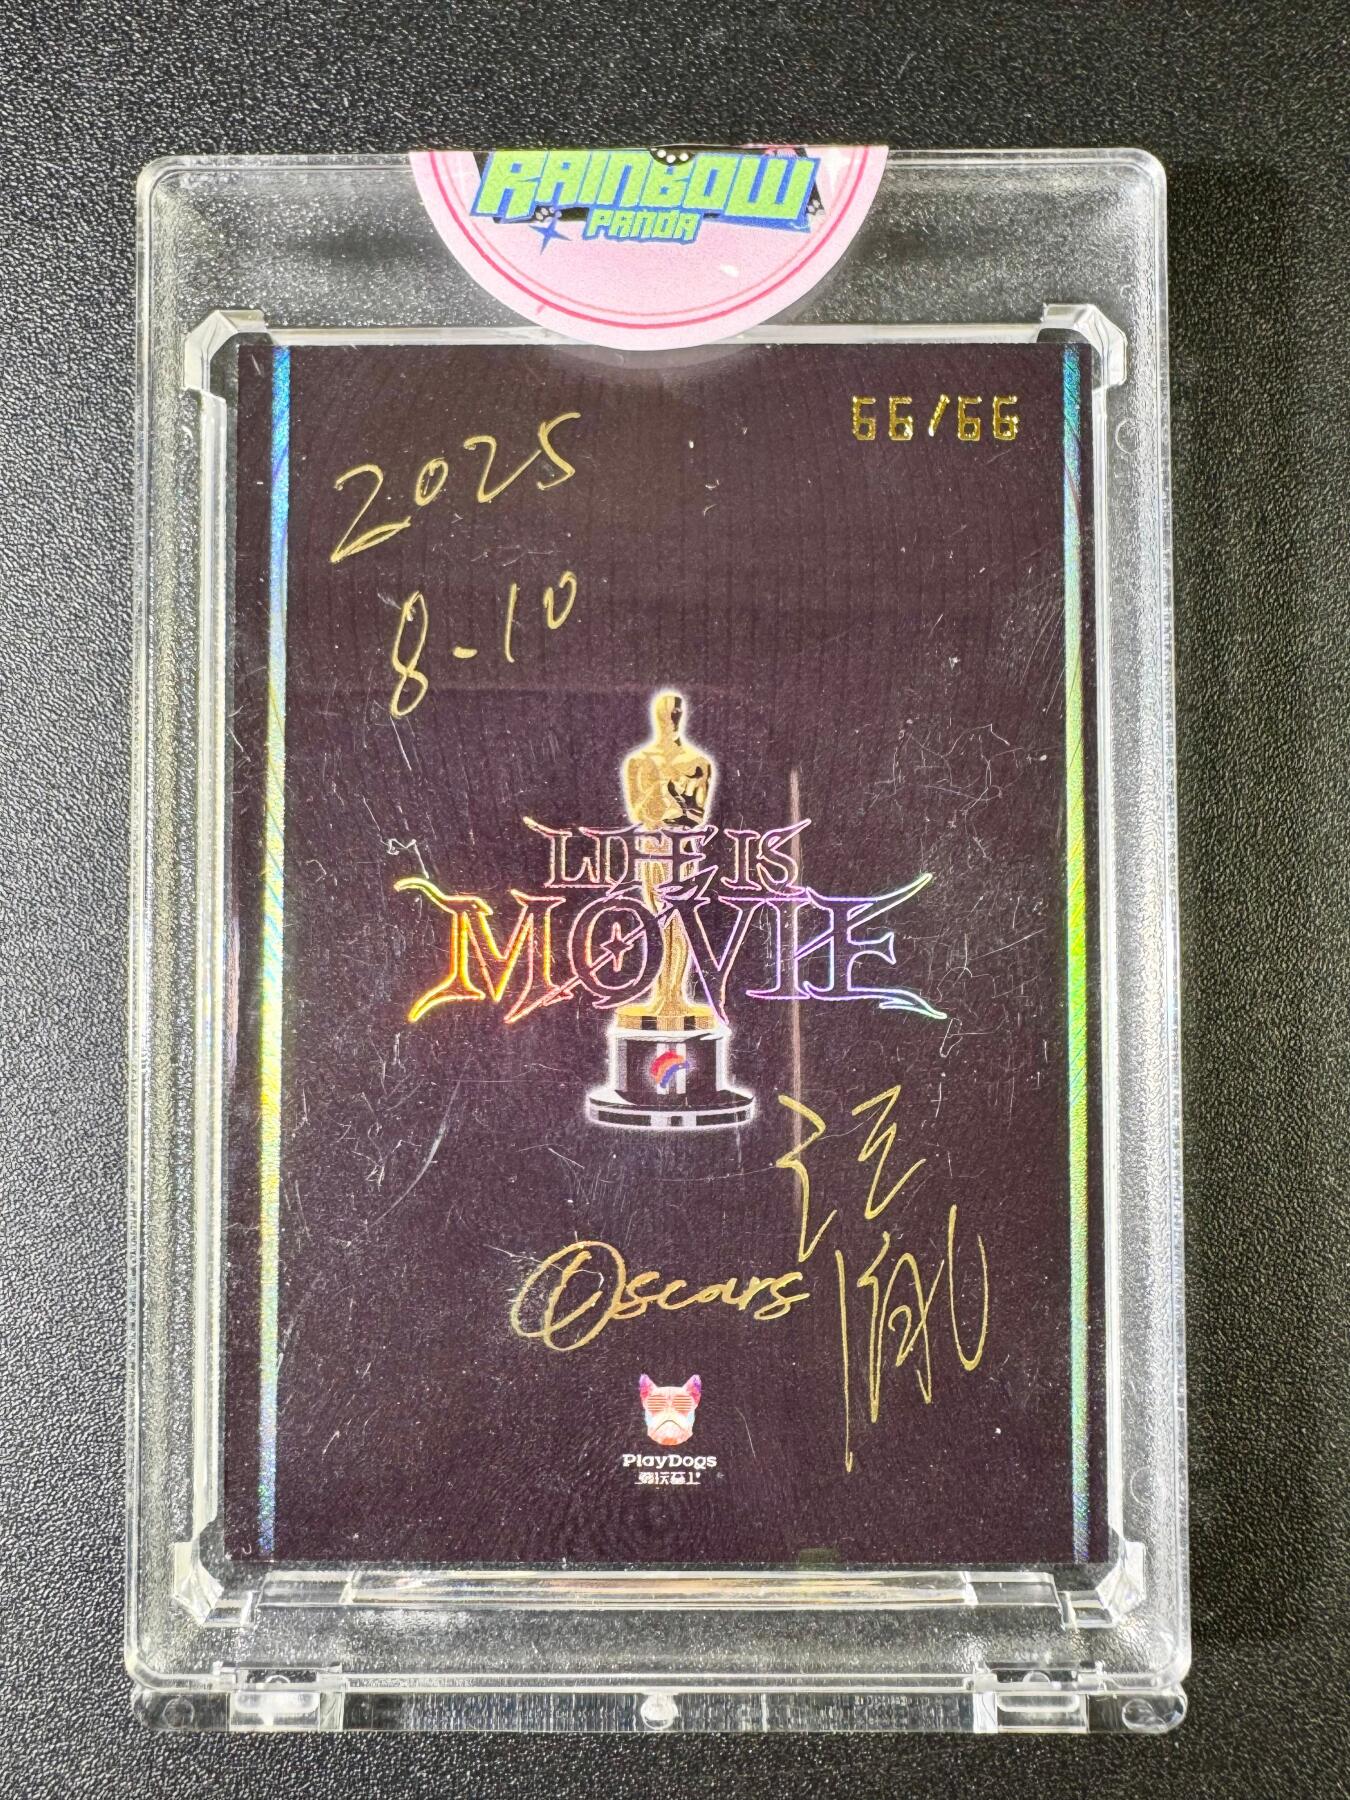 RAINBOW
PANDA
66/66
2025
8-10
LIFE IS
MOVIE
Oscars
PlayDogs